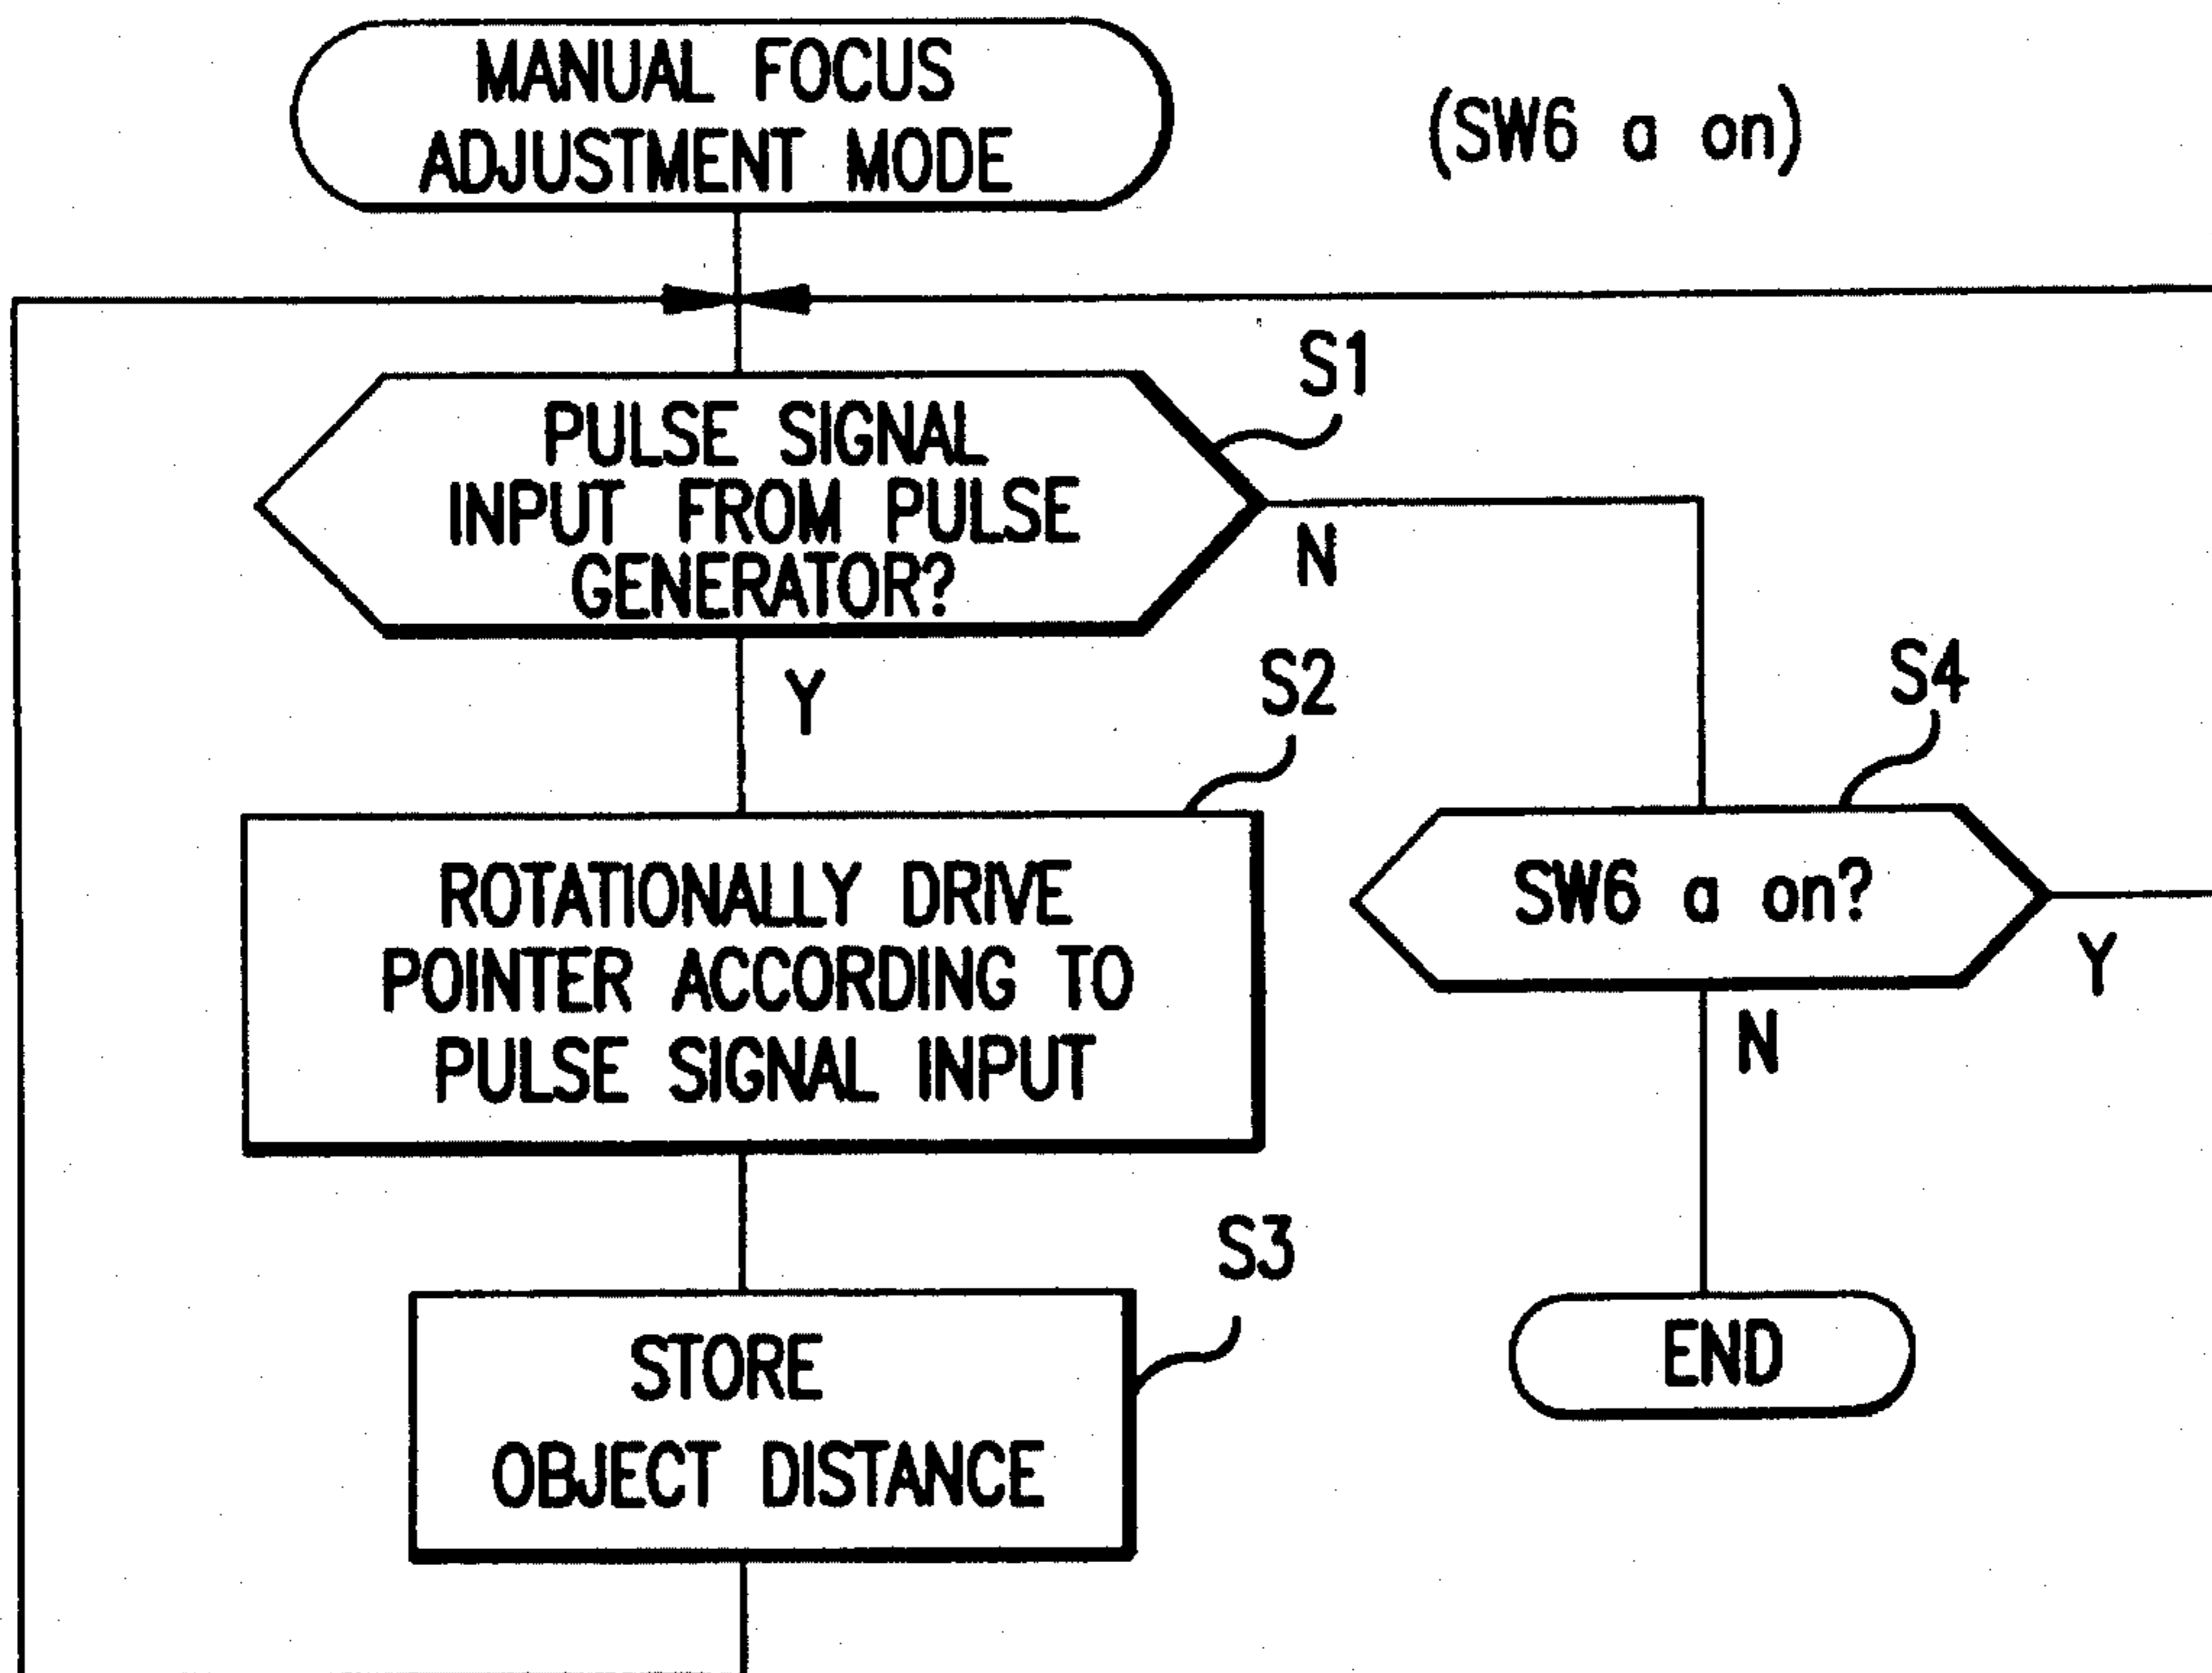 MANUAL FOCUS
ADJUSTMENT MODE
(SW6 a on)
S1
PULSE SIGNAL
INPUT FROM PULSE
GENERATOR?
N
Y
S2
S4
ROTATIONALLY DRIVE
POINTER ACCORDING TO
PULSE SIGNAL INPUT
SW6 a on?
Y
N
S3
STORE
OBJECT DISTANCE
END